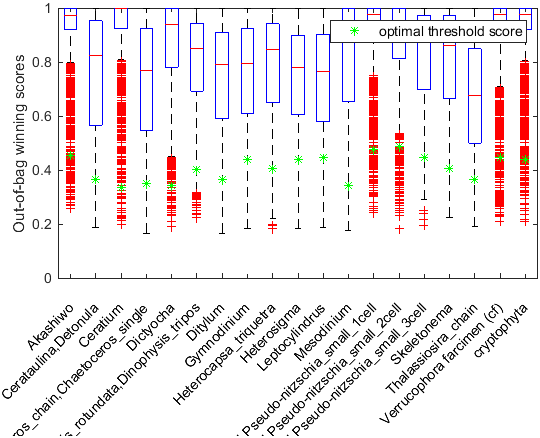 Out-of-bag winning scores
1
0.8
0.6
0.4
0.2
0
optimal threshold score
Akashiwo
Cerataulina,Detonula
Ceratium
ros_chain,Chaetoceros_single
Dictyocha
is_rotundata,Dinophysis_tripos
Ditylum
Gymnodinium
Heterocapsa_triquetra
Heterosigma
Leptocylindrus
Mesodinium
Pseudo-nitzschia_small_1cell
Pseudo-nitzschia_small_2cell
Pseudo-nitzschia_small_3cell
Skeletonema
Thalassiosira_chain
Verrucophora farcimen (cf)
cryptophyta